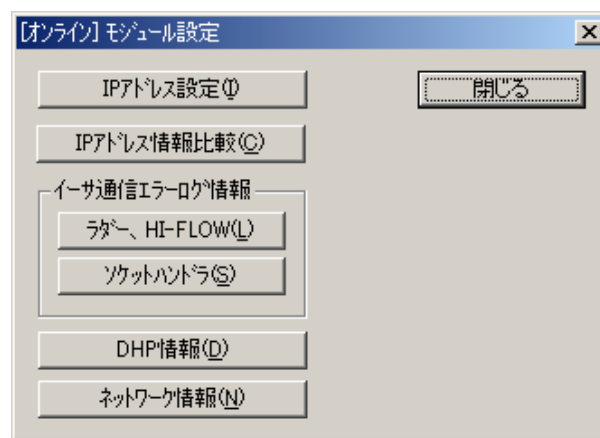 [オンライン] モジュール設定
IPアドレス設定(I)
閉じる
IPアドレス情報比較(C)
イーサ通信エラーログ情報
ラダー、HI-FLOW(L)
ソケットハンドラ(S)
DHP情報(D)
ネットワーク情報(N)